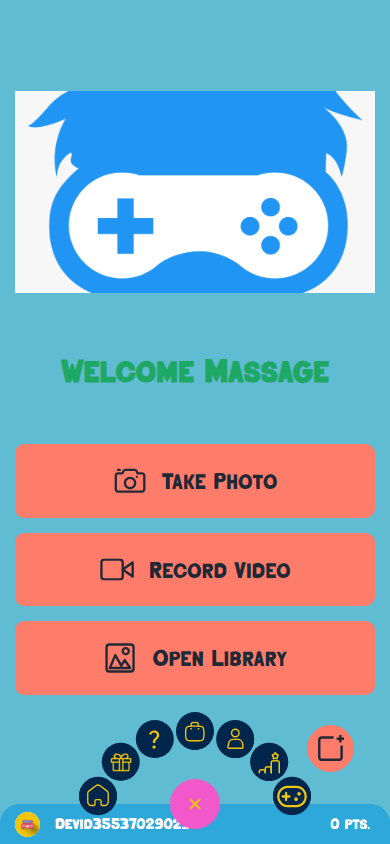 Welcome Massage
Take Photo
Record Video
Open Library
?
0 PTS.